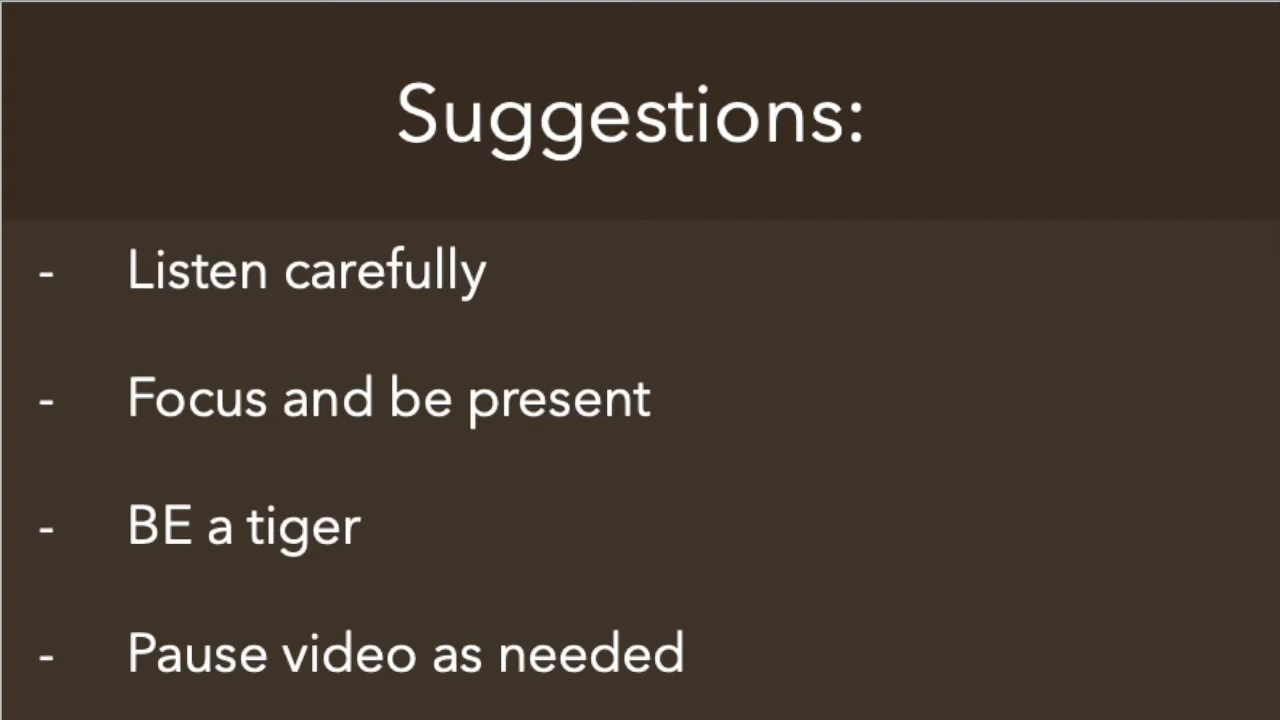 Suggestions:
- Listen carefully
- Focus and be present
- BE a tiger
- Pause video as needed